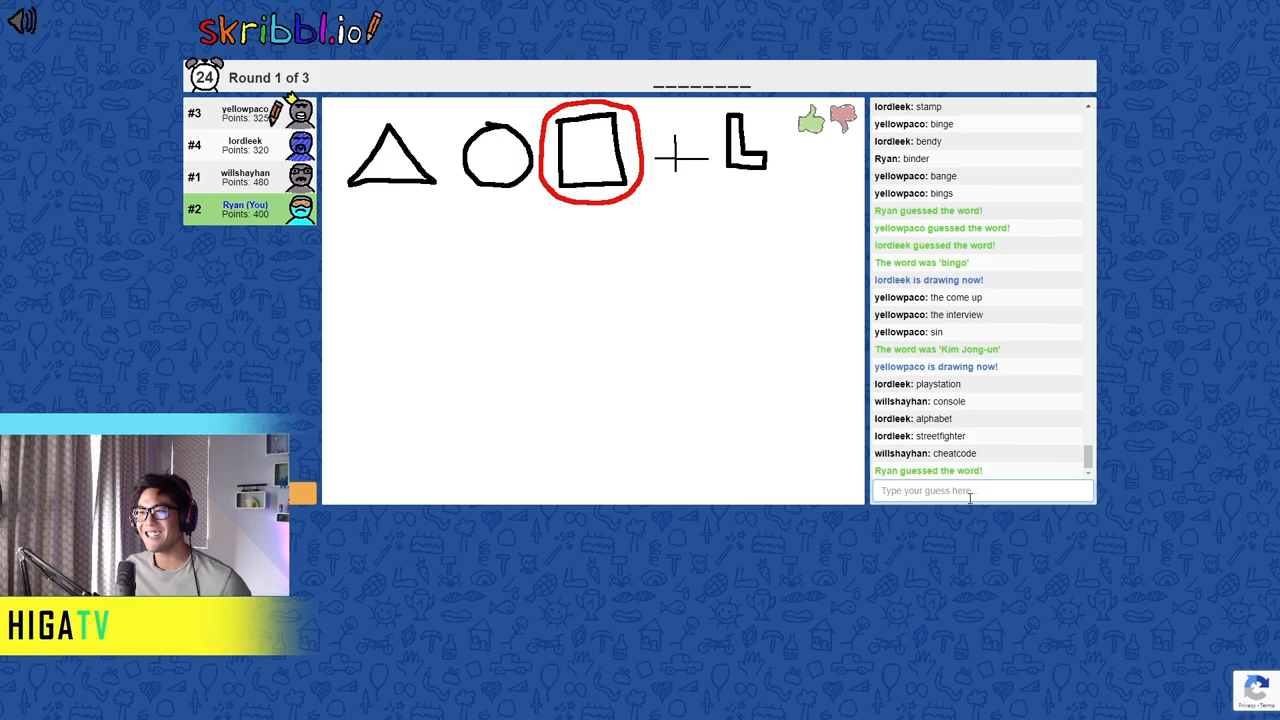 skribbl.io!
24
Round 1 of 3
________
#3
yellowpaco
Points: 325
#4
lordleek
Points: 320
#1
willshayhan
Points: 480
#2
Ryan (You)
Points: 400
L
lordleek: stamp
yellowpaco: binge
lordleek: bendy
Ryan: binder
yellowpaco: bange
yellowpaco: bings
Ryan guessed the word!
yellowpaco guessed the word!
lordleek guessed the word!
The word was 'bingo'
lordleek is drawing now!
yellowpaco: the come up
yellowpaco: the interview
yellowpaco: sin
The word was 'Kim Jong-un'
yellowpaco is drawing now!
lordleek: playstation
willshayhan: console
lordleek: alphabet
lordleek: streetfighter
willshayhan: cheatcode
Ryan guessed the word!
Type your guess here...
HIGATV
Privacy - Terms